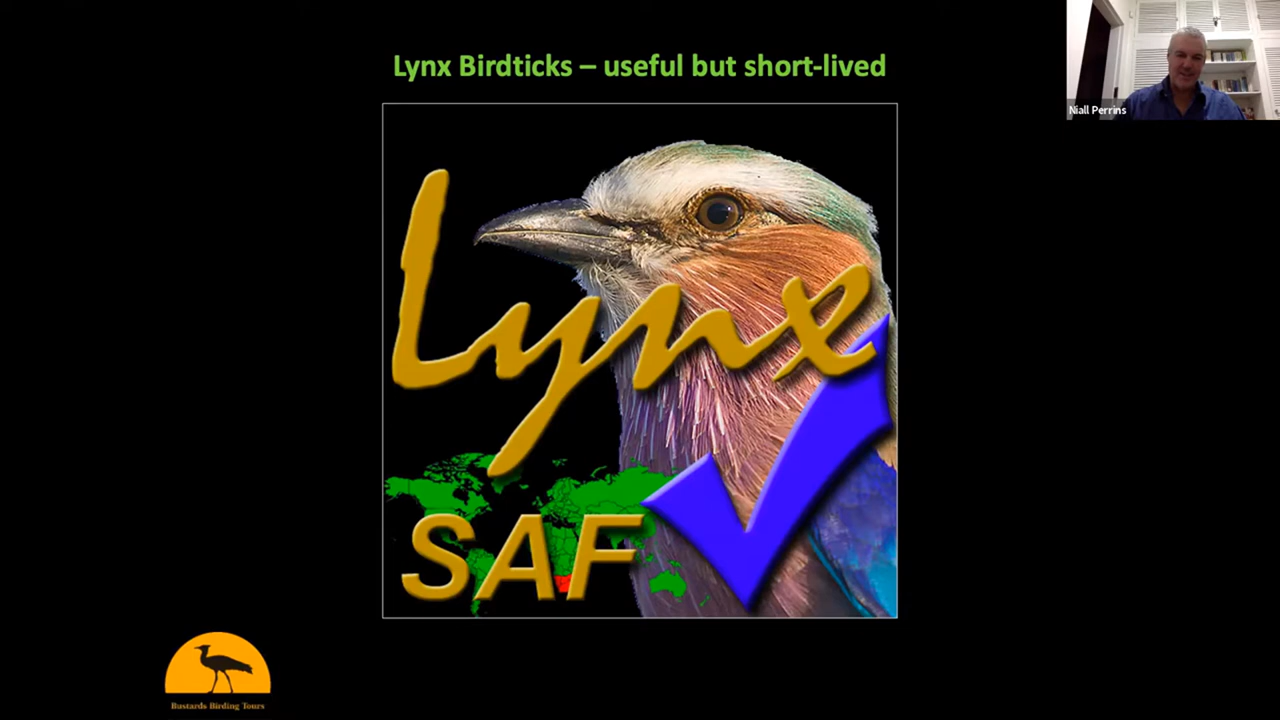 Lynx Birdticks – useful but short-lived
Niall Perrins
Lynx
SAF
Bustards Birding Tours